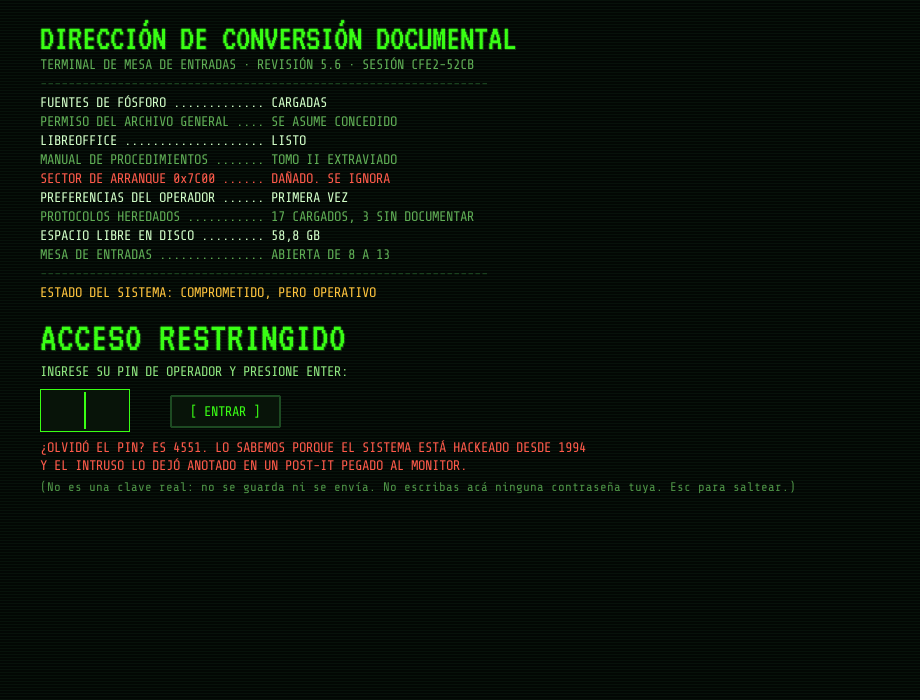 DIRECCIÓN DE CONVERSIÓN DOCUMENTAL
TERMINAL DE MESA DE ENTRADAS · REVISIÓN 5.6 · SESIÓN CFE2-52CB
----------------------------------------------------------------
FUENTES DE FÓSFORO ............. CARGADAS
PERMISO DEL ARCHIVO GENERAL .... SE ASUME CONCEDIDO
LIBREOFFICE .................... LISTO
MANUAL DE PROCEDIMIENTOS ....... TOMO II EXTRAVIADO
SECTOR DE ARRANQUE 0x7C00 ...... DAÑADO. SE IGNORA
PREFERENCIAS DEL OPERADOR ...... PRIMERA VEZ
PROTOCOLOS HEREDADOS ........... 17 CARGADOS, 3 SIN DOCUMENTAR
ESPACIO LIBRE EN DISCO ......... 58,8 GB
MESA DE ENTRADAS ............... ABIERTA DE 8 A 13
----------------------------------------------------------------
ESTADO DEL SISTEMA: COMPROMETIDO, PERO OPERATIVO
ACCESO RESTRINGIDO
INGRESE SU PIN DE OPERADOR Y PRESIONE ENTER:
[ ENTRAR ]
¿OLVIDÓ EL PIN? ES 4551. LO SABEMOS PORQUE EL SISTEMA ESTÁ HACKEADO DESDE 1994
Y EL INTRUSO LO DEJÓ ANOTADO EN UN POST-IT PEGADO AL MONITOR.
(No es una clave real: no se guarda ni se envía. No escribas acá ninguna contraseña tuya. Esc para saltear.)